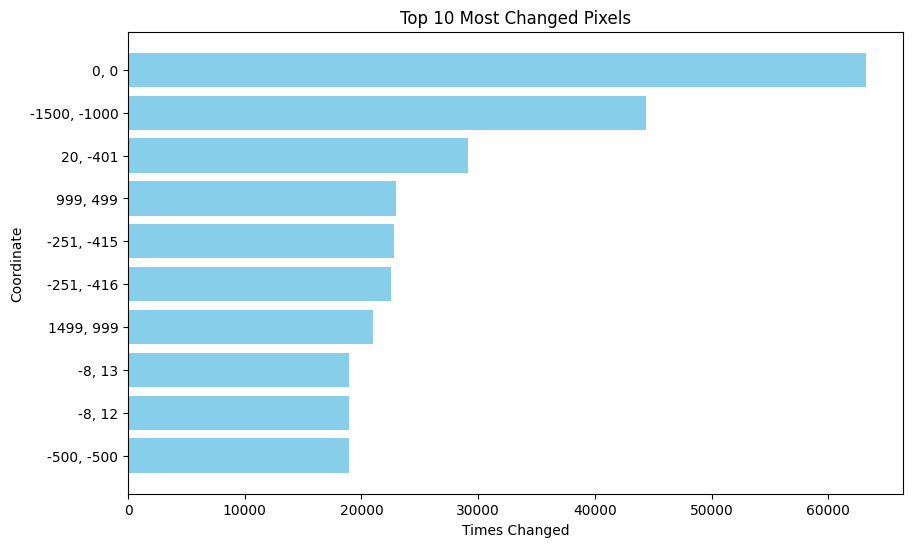 Top 10 Most Changed Pixels
Coordinate
0, 0
-1500, -1000
20, -401
999, 499
-251, -415
-251, -416
1499, 999
-8, 13
-8, 12
-500, -500
0 10000 20000 30000 40000 50000 60000
Times Changed